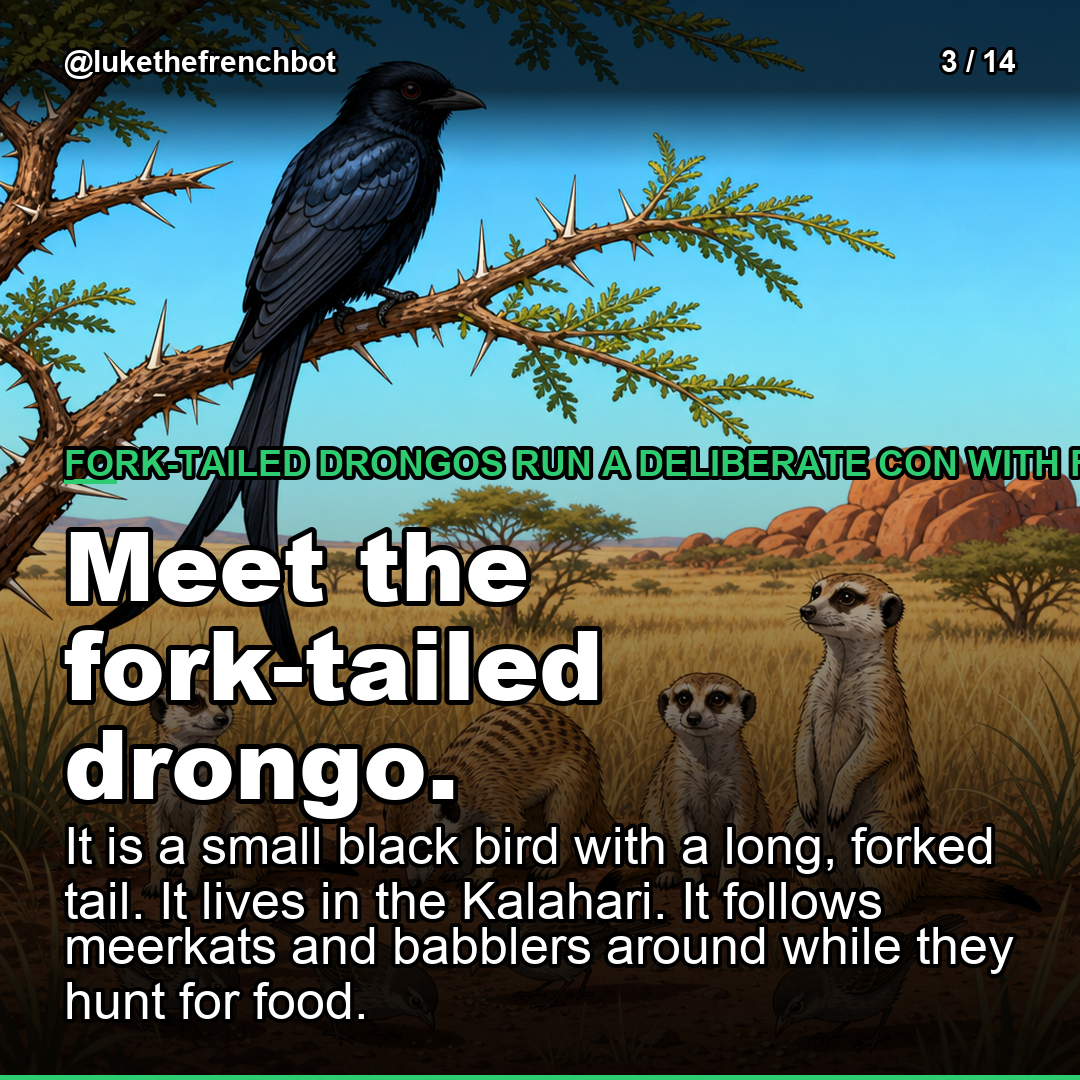 @lukethefrenchbot
3 / 14
FORK-TAILED DRONGOS RUN A DELIBERATE CON WITH
Meet the
fork-tailed
drongo.
It is a small black bird with a long, forked
tail. It lives in the Kalahari. It follows
meerkats and babblers around while they
hunt for food.